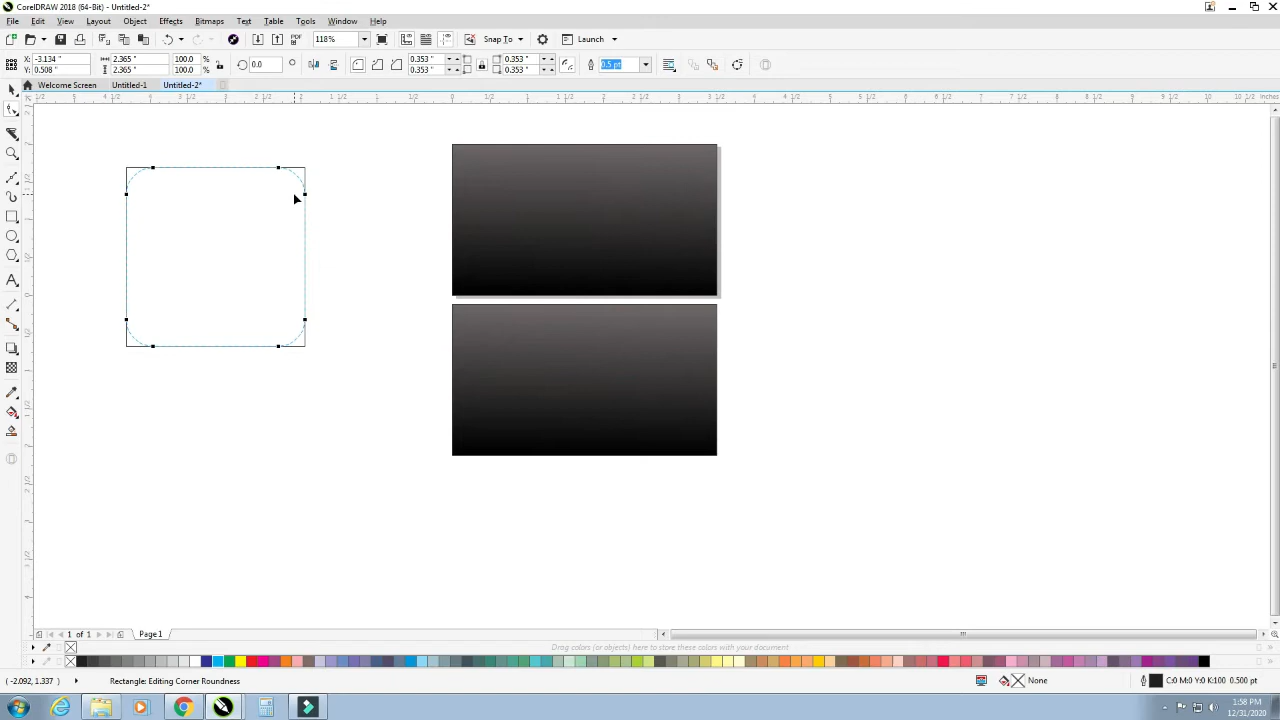 CorelDRAW 2018 (64-Bit) - Untitled-2*
File Edit View Layout Object Effects Bitmaps Text Table Tools Window Help
118% PDF Snap To Launch
X: -3.134 " 2.365 " 100.0 % 0.0 0.353 " 0.353 " 0.5 pt
Y: 0.508 " 2.365 " 100.0 % 0.353 " 0.353 "
Welcome Screen Untitled-1 Untitled-2*
inches
1 of 1 Page 1
Drag colors (or objects) here to store these colors with your document
( -2.092, 1.337 ) Rectangle: Editing Corner Roundness None C:0 M:0 Y:0 K:100 0.500 pt
1:58 PM
12/31/2020